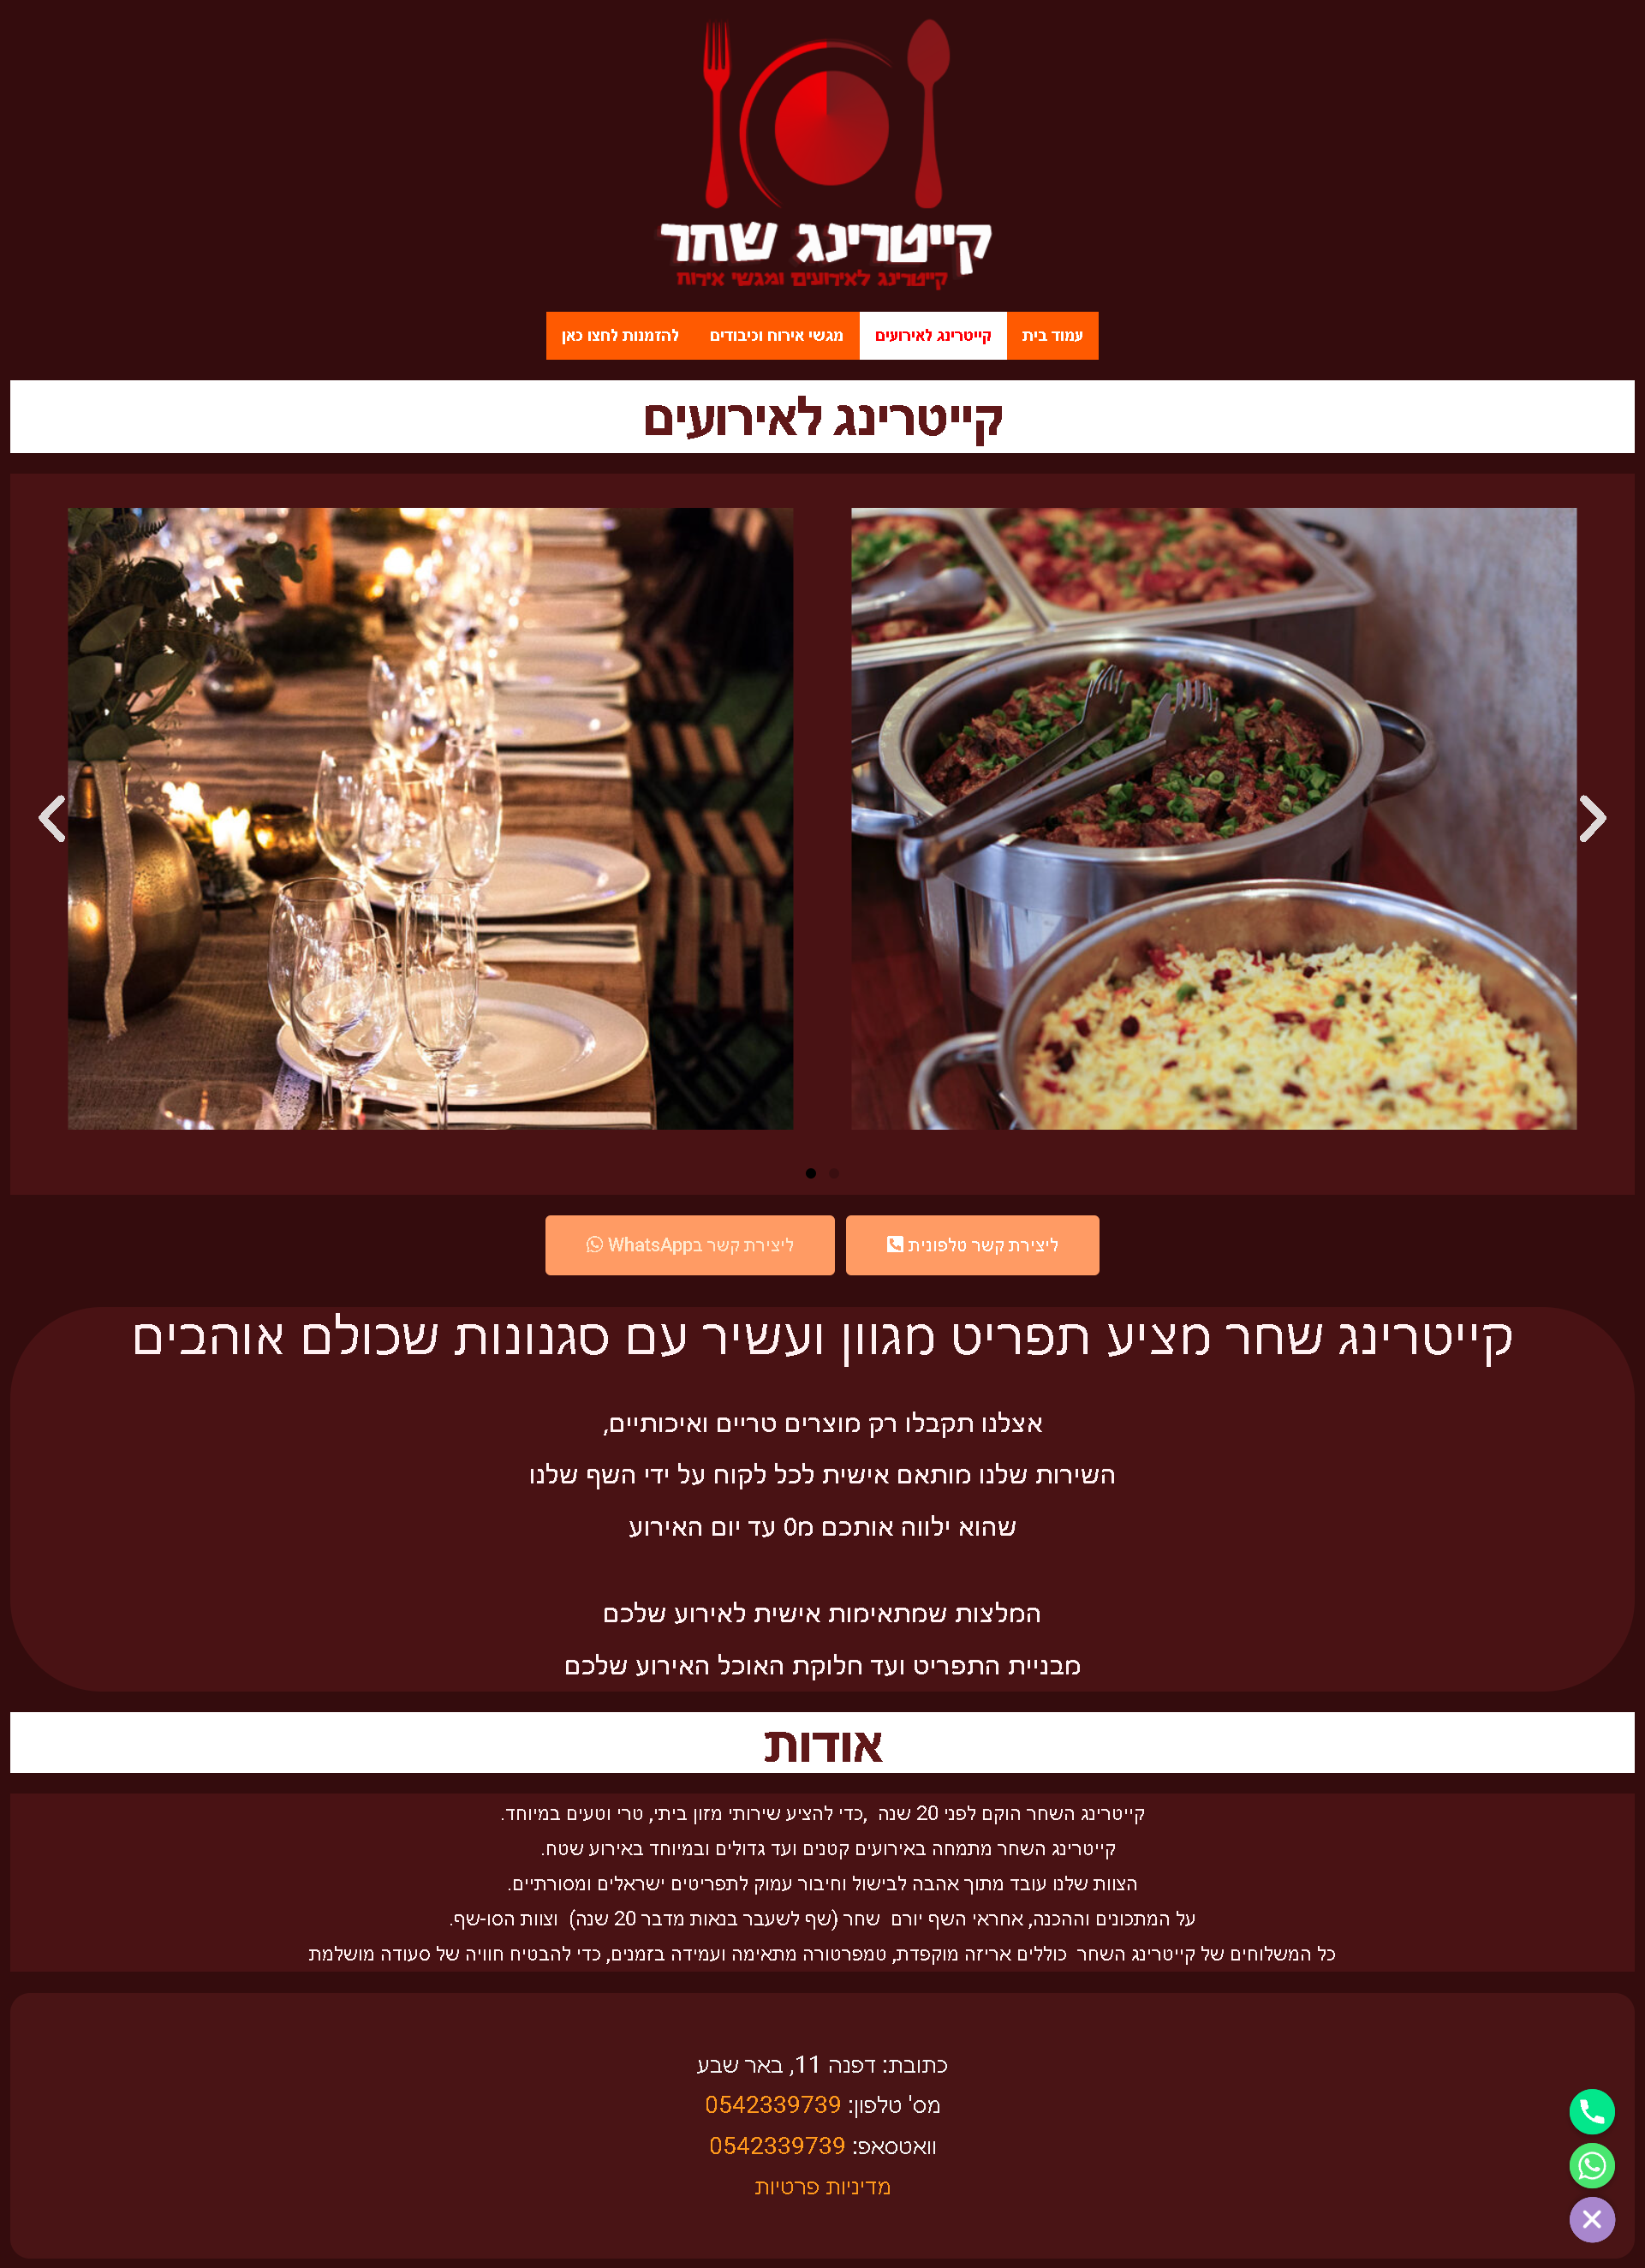 קייטרינג שחר
קייטרינג לאירועים ומגשי אירוח
עמוד בית
קייטרינג לאירועים
מגשי אירוח וכיבודים
להזמנות לחצו כאן
קייטרינג לאירועים
ליצירת קשר טלפונית
ליצירת קשר בWhatsApp
קייטרינג שחר מציע תפריט מגוון ועשיר עם סגנונות שכולם אוהבים
אצלנו תקבלו רק מוצרים טריים ואיכותיים,
השירות שלנו מותאם אישית לכל לקוח על ידי השף שלנו
שהוא ילווה אותכם מ0 עד יום האירוע
המלצות שמתאימות אישית לאירוע שלכם
מבניית התפריט ועד חלוקת האוכל האירוע שלכם
אודות
קייטרינג השחר הוקם לפני 20 שנה ,כדי להציע שירותי מזון ביתי, טרי וטעים במיוחד.
קייטרינג השחר מתמחה באירועים קטנים ועד גדולים ובמיוחד באירוע שטח.
הצוות שלנו עובד מתוך אהבה לבישול וחיבור עמוק לתפריטים ישראלים ומסורתיים.
על המתכונים וההכנה, אחראי השף יורם שחר (שף לשעבר בנאות מדבר 20 שנה) וצוות הסו-שף.
כל המשלוחים של קייטרינג השחר כוללים אריזה מוקפדת, טמפרטורה מתאימה ועמידה בזמנים, כדי להבטיח חוויה של סעודה מושלמת
כתובת: דפנה 11, באר שבע
מס' טלפון: 0542339739
וואטסאפ: 0542339739
מדיניות פרטיות